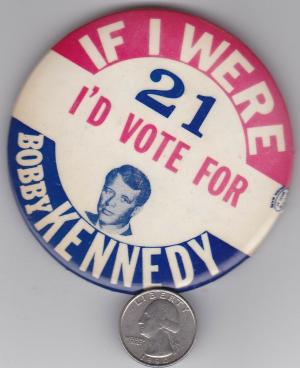 IF I WERE
21
I'D VOTE FOR
BOBBY
KENNEDY
LIBERTY